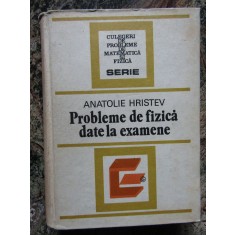 CULEGERI
DE
PROBLEME
DE
MATEMATICĂ
ȘI
FIZICĂ
SERIE
ANATOLIE HRISTEV
Probleme de fizică
date la examene